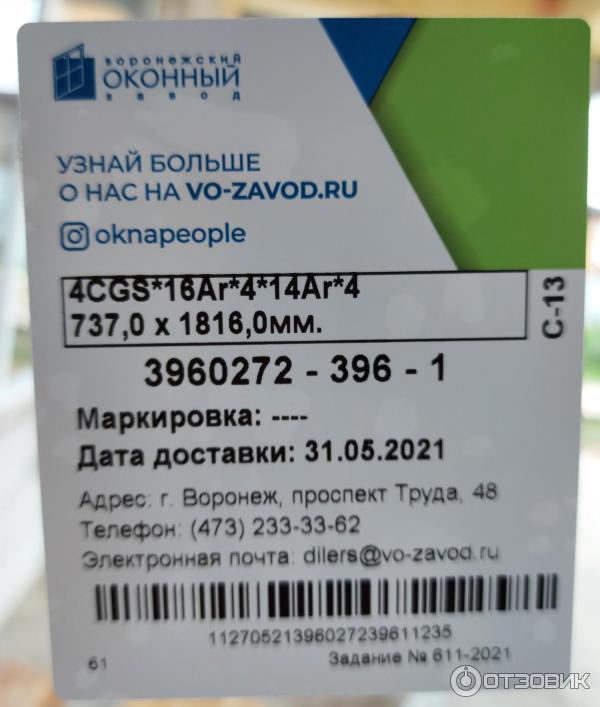 воронежский
ОКОННЫЙ
завод
УЗНАЙ БОЛЬШЕ
О НАС НА VO-ZAVOD.RU
oknapeople
4CGS*16Ar*4*14Ar*4
737,0 x 1816,0мм.
С-13
3960272 - 396 - 1
Маркировка: ----
Дата доставки: 31.05.2021
Адрес: г. Воронеж, проспект Труда, 48
Телефон: (473) 233-33-62
Электронная почта: dilers@vo-zavod.ru
11270521396027239611235
61
Задание № 611-2021
ОТЗОВИК